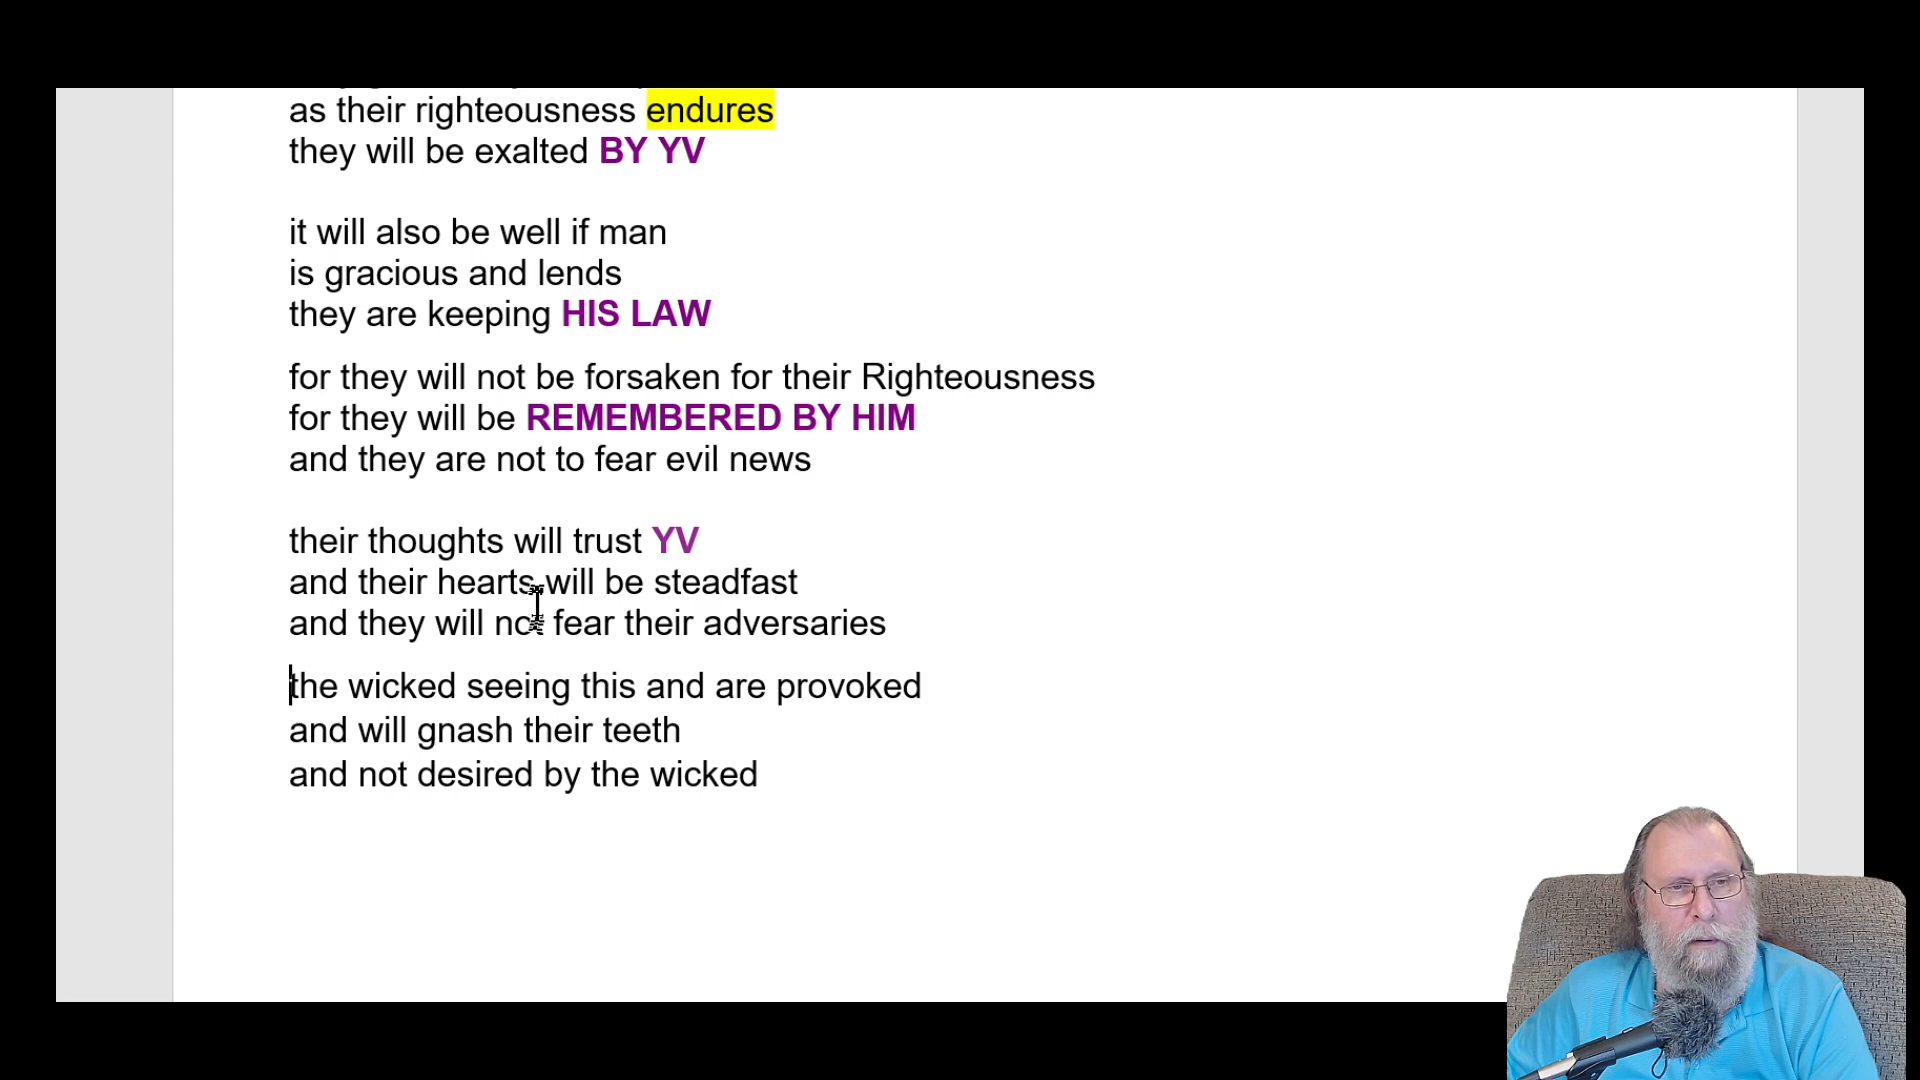 as their righteousness endures
they will be exalted BY YV
it will also be well if man
is gracious and lends
they are keeping HIS LAW
for they will not be forsaken for their Righteousness
for they will be REMEMBERED BY HIM
and they are not to fear evil news
their thoughts will trust YV
and their hearts will be steadfast
and they will not fear their adversaries
the wicked seeing this and are provoked
and will gnash their teeth
and not desired by the wicked